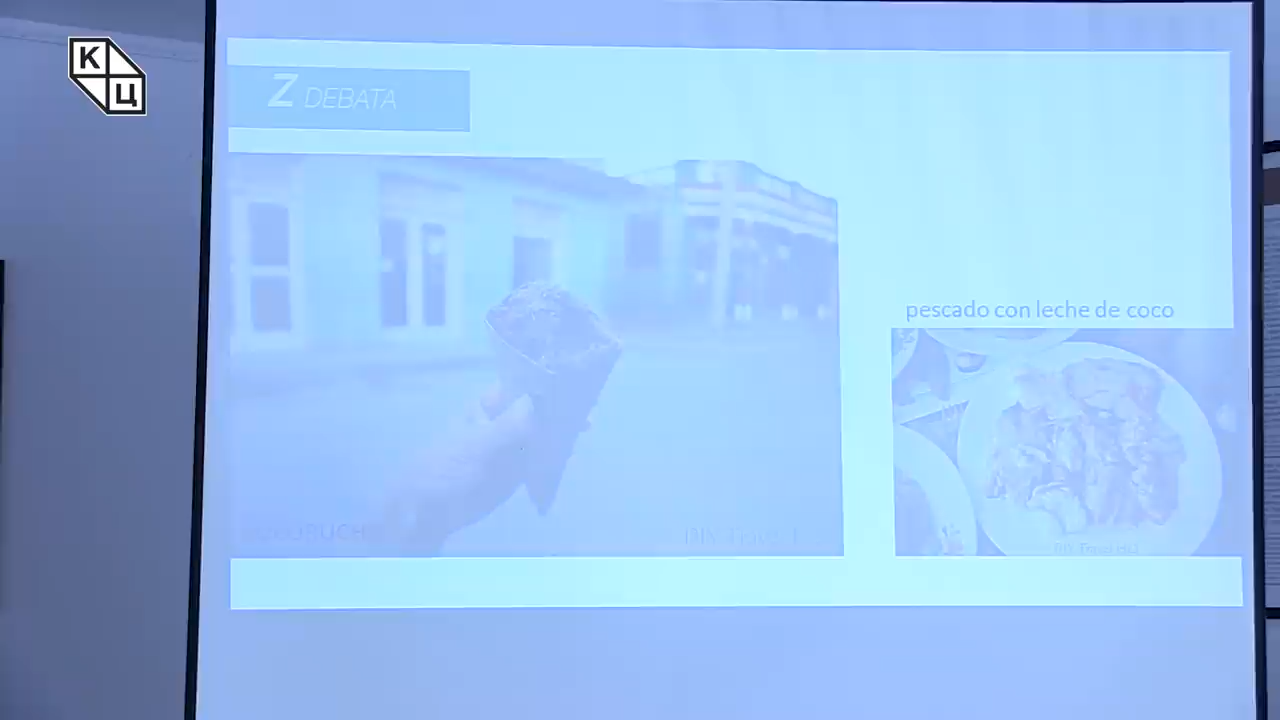 К
Ц
Z DEBATA
pescado con leche de coco